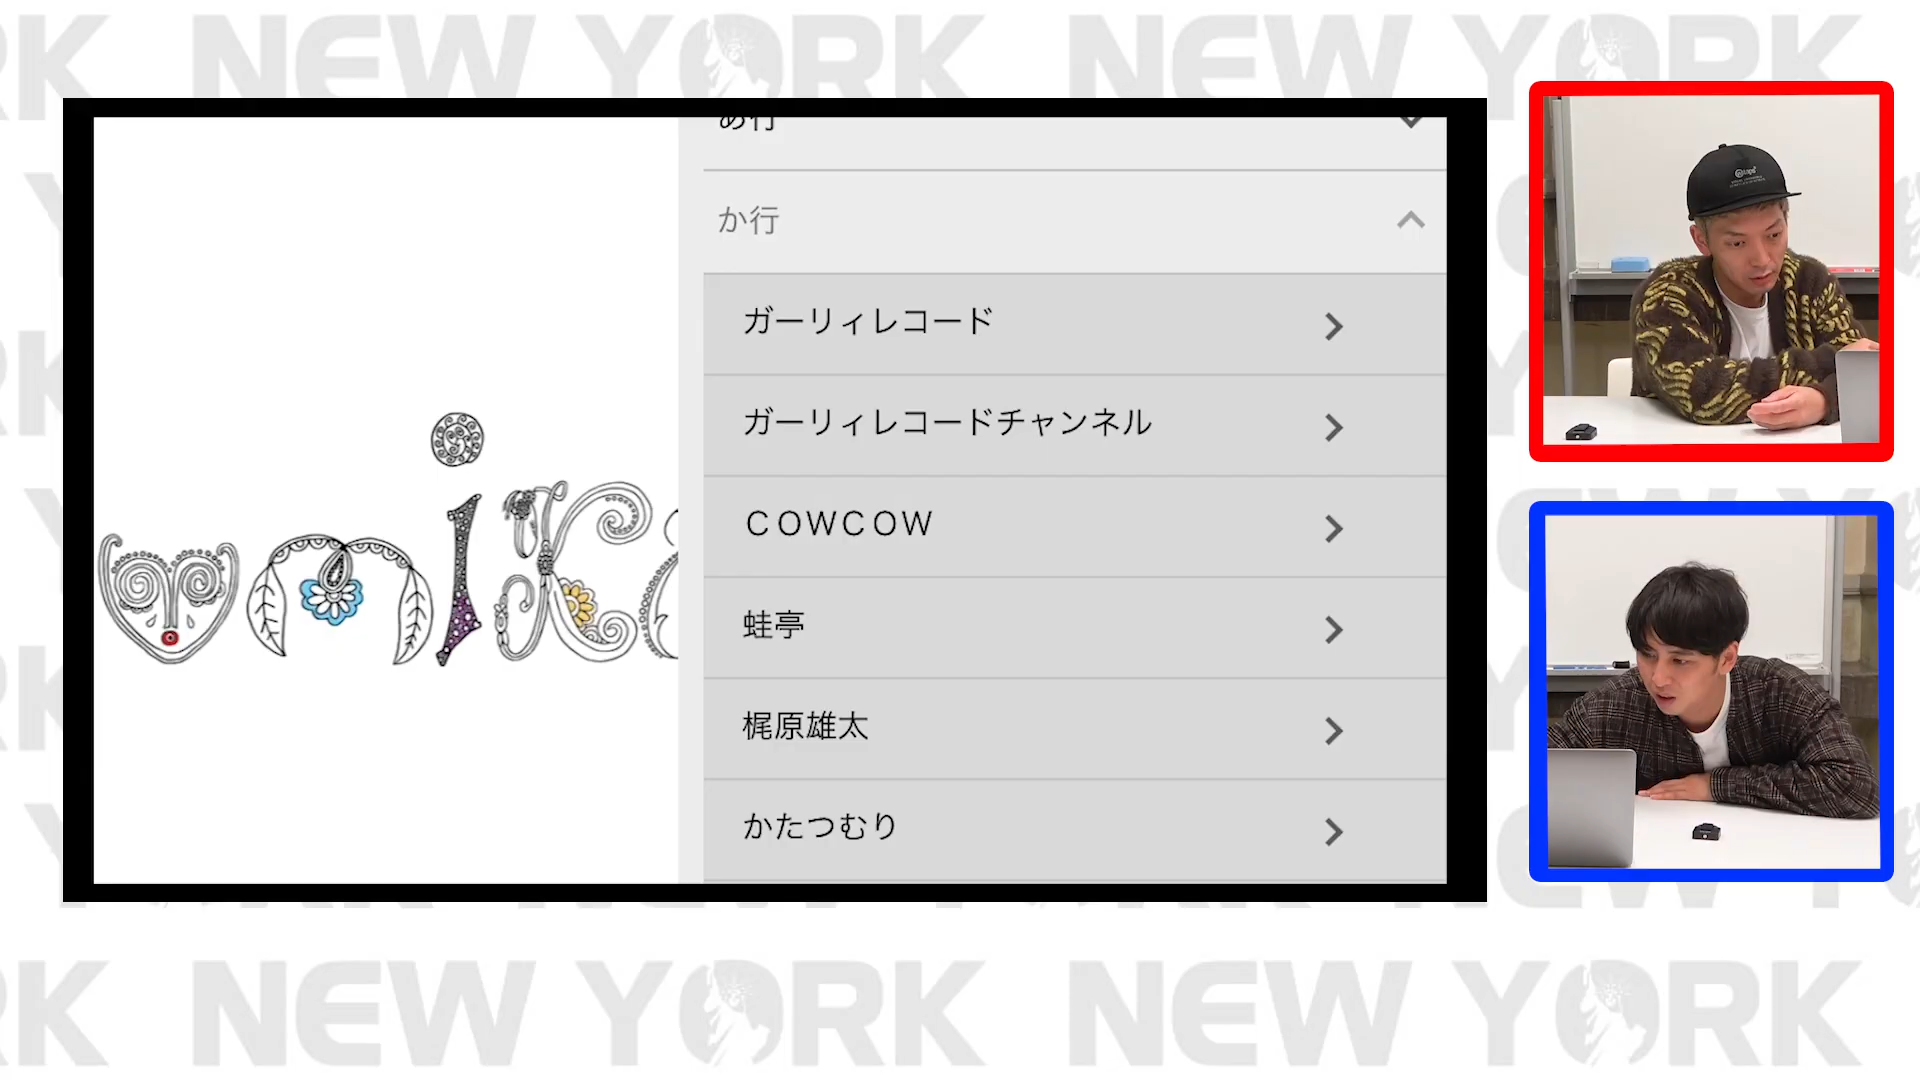 NEW YORK NEW YORK
あ行
か行
ガーリィレコード
ガーリィレコードチャンネル
COWCOW
蛙亭
梶原雄太
かたつむり
NEW YORK NEW YORK